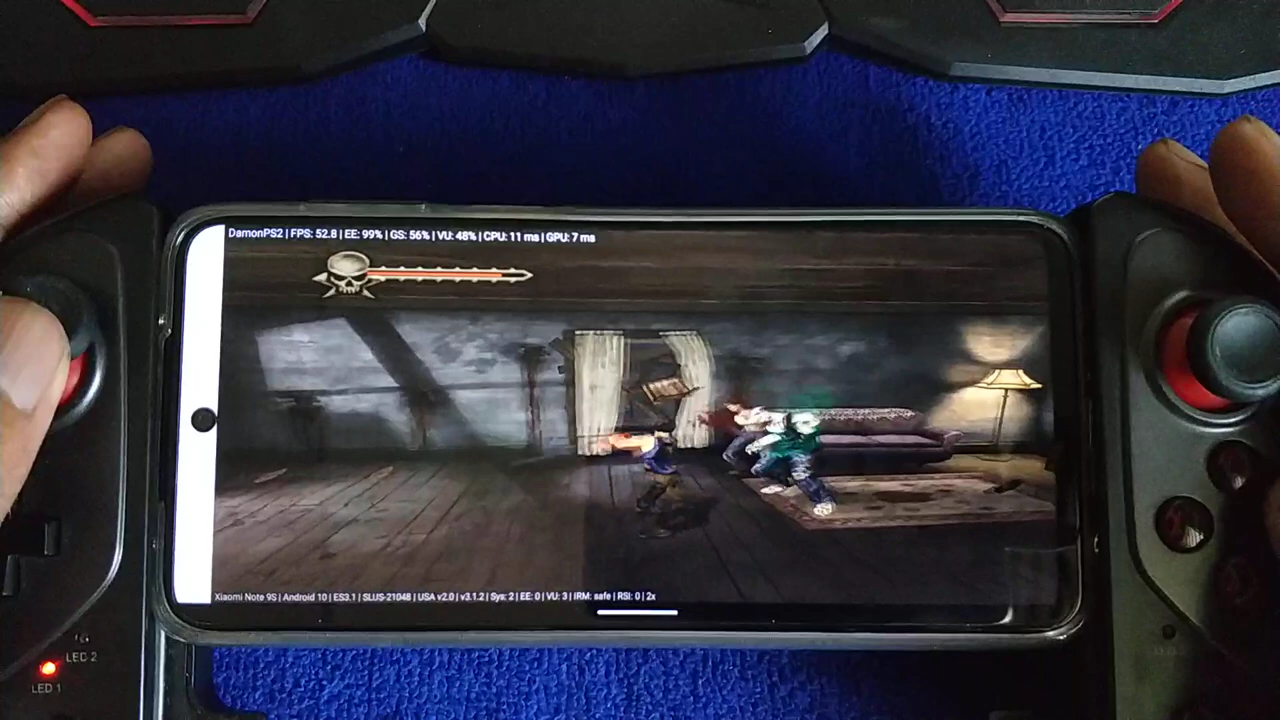 DamonPS2 | FPS: 52.8 | EE: 99% | GS: 56% | VU: 48% | CPU: 11 ms | GPU: 7 ms
Xiaomi Note 9S | Android 10 | ES3.1 | SLUS-21048 | USA v2.0 | v3.1.2 | Sys: 2 | EE: 0 | VU: 3 | IRM: safe | RSI: 0 | 2x
LED 2
LED 1